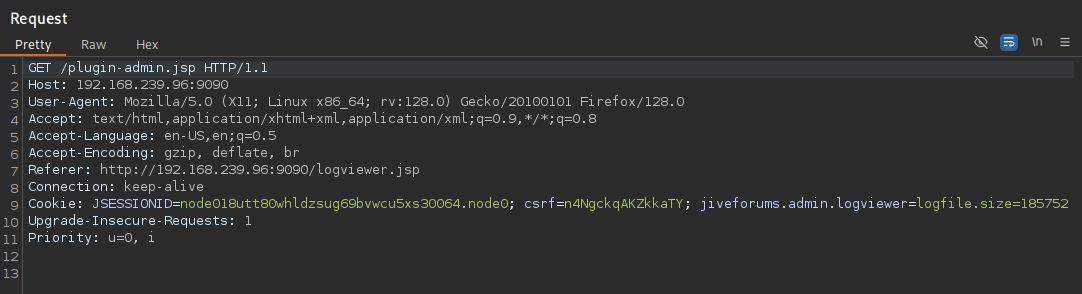 Request
Pretty Raw Hex \n
1 GET /plugin-admin.jsp HTTP/1.1
2 Host: 192.168.239.96:9090
3 User-Agent: Mozilla/5.0 (X11; Linux x86_64; rv:128.0) Gecko/20100101 Firefox/128.0
4 Accept: text/html,application/xhtml+xml,application/xml;q=0.9,*/*;q=0.8
5 Accept-Language: en-US,en;q=0.5
6 Accept-Encoding: gzip, deflate, br
7 Referer: http://192.168.239.96:9090/logviewer.jsp
8 Connection: keep-alive
9 Cookie: JSESSIONID=node018utt80whldzsug69bvwcu5xs30064.node0; csrf=n4NgckqAKZkkaTY; jiveforums.admin.logviewer=logfile.size=185752
10 Upgrade-Insecure-Requests: 1
11 Priority: u=0, i
12
13